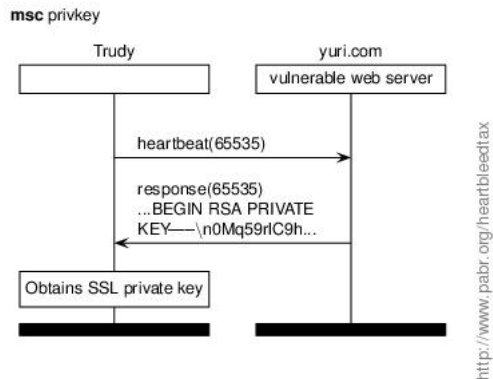 msc privkey
Trudy
yuri.com
vulnerable web server
heartbeat(65535)
response(65535)
...BEGIN RSA PRIVATE
KEY-----\n0Mq59rlC9h...
Obtains SSL private key
http://www.pabr.org/heartbleedtax